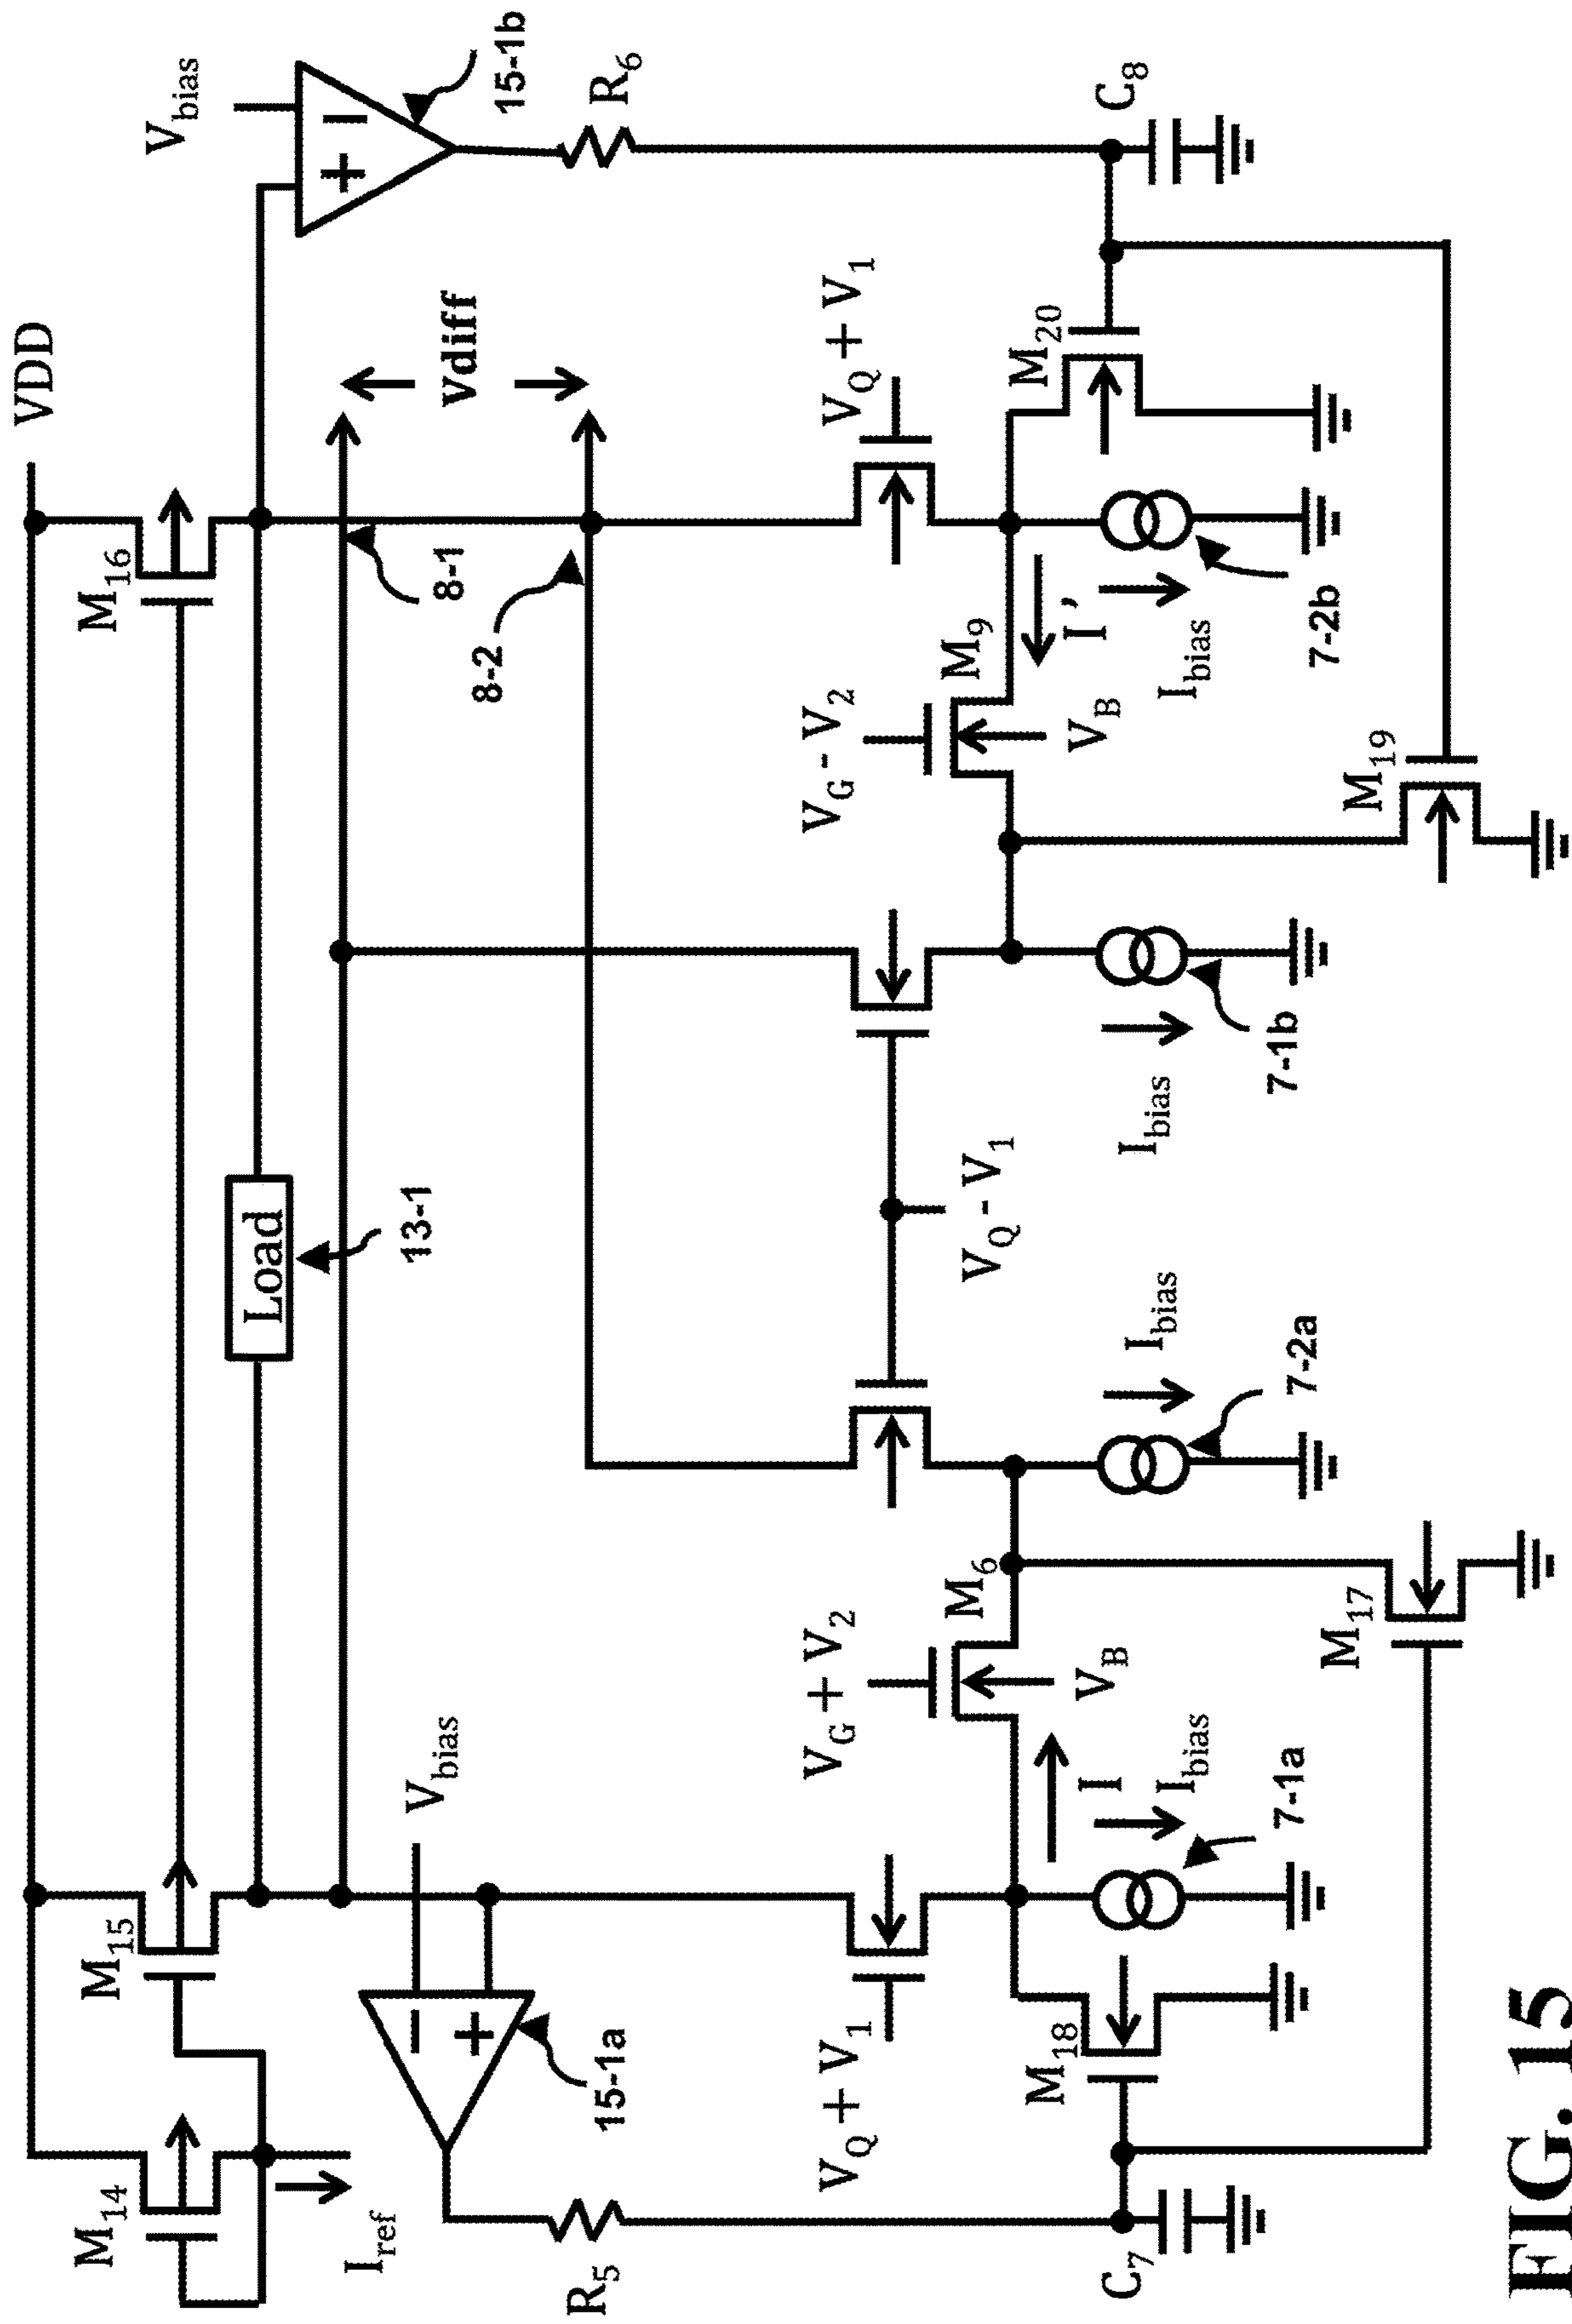 VDD
M14
M15
M16
Iref
Load
13-1
Vbias
Vbias
−
+
15-1a
+
−
15-1b
R5
R6
8-1
8-2
Vdiff
VQ + V1
VQ - V1
VQ + V1
VG + V2
M6
VB
VG - V2
M9
VB
M18
C7
I
Ibias
7-1a
Ibias
7-2a
Ibias
7-1b
I'
Ibias
7-2b
M20
C8
M17
M19
FIG. 15